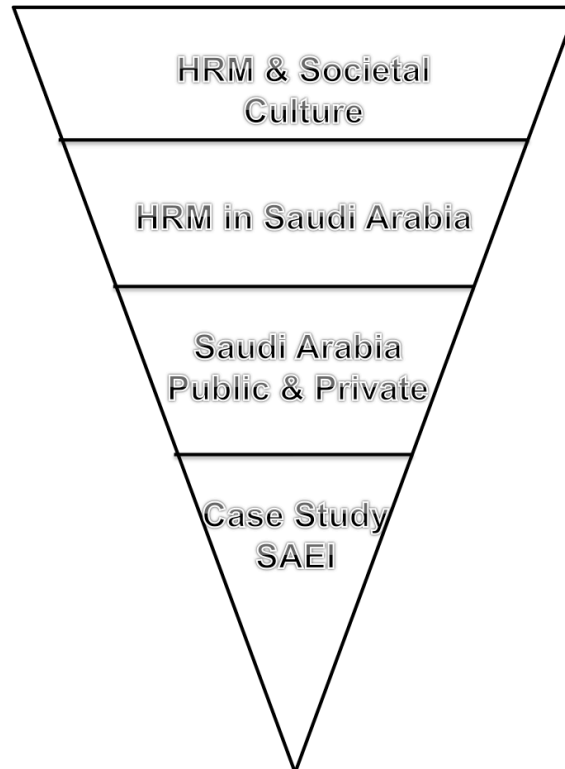 HRM & Societal
Culture
HRM in Saudi Arabia
Saudi Arabia
Public & Private
Case Study
SAEI